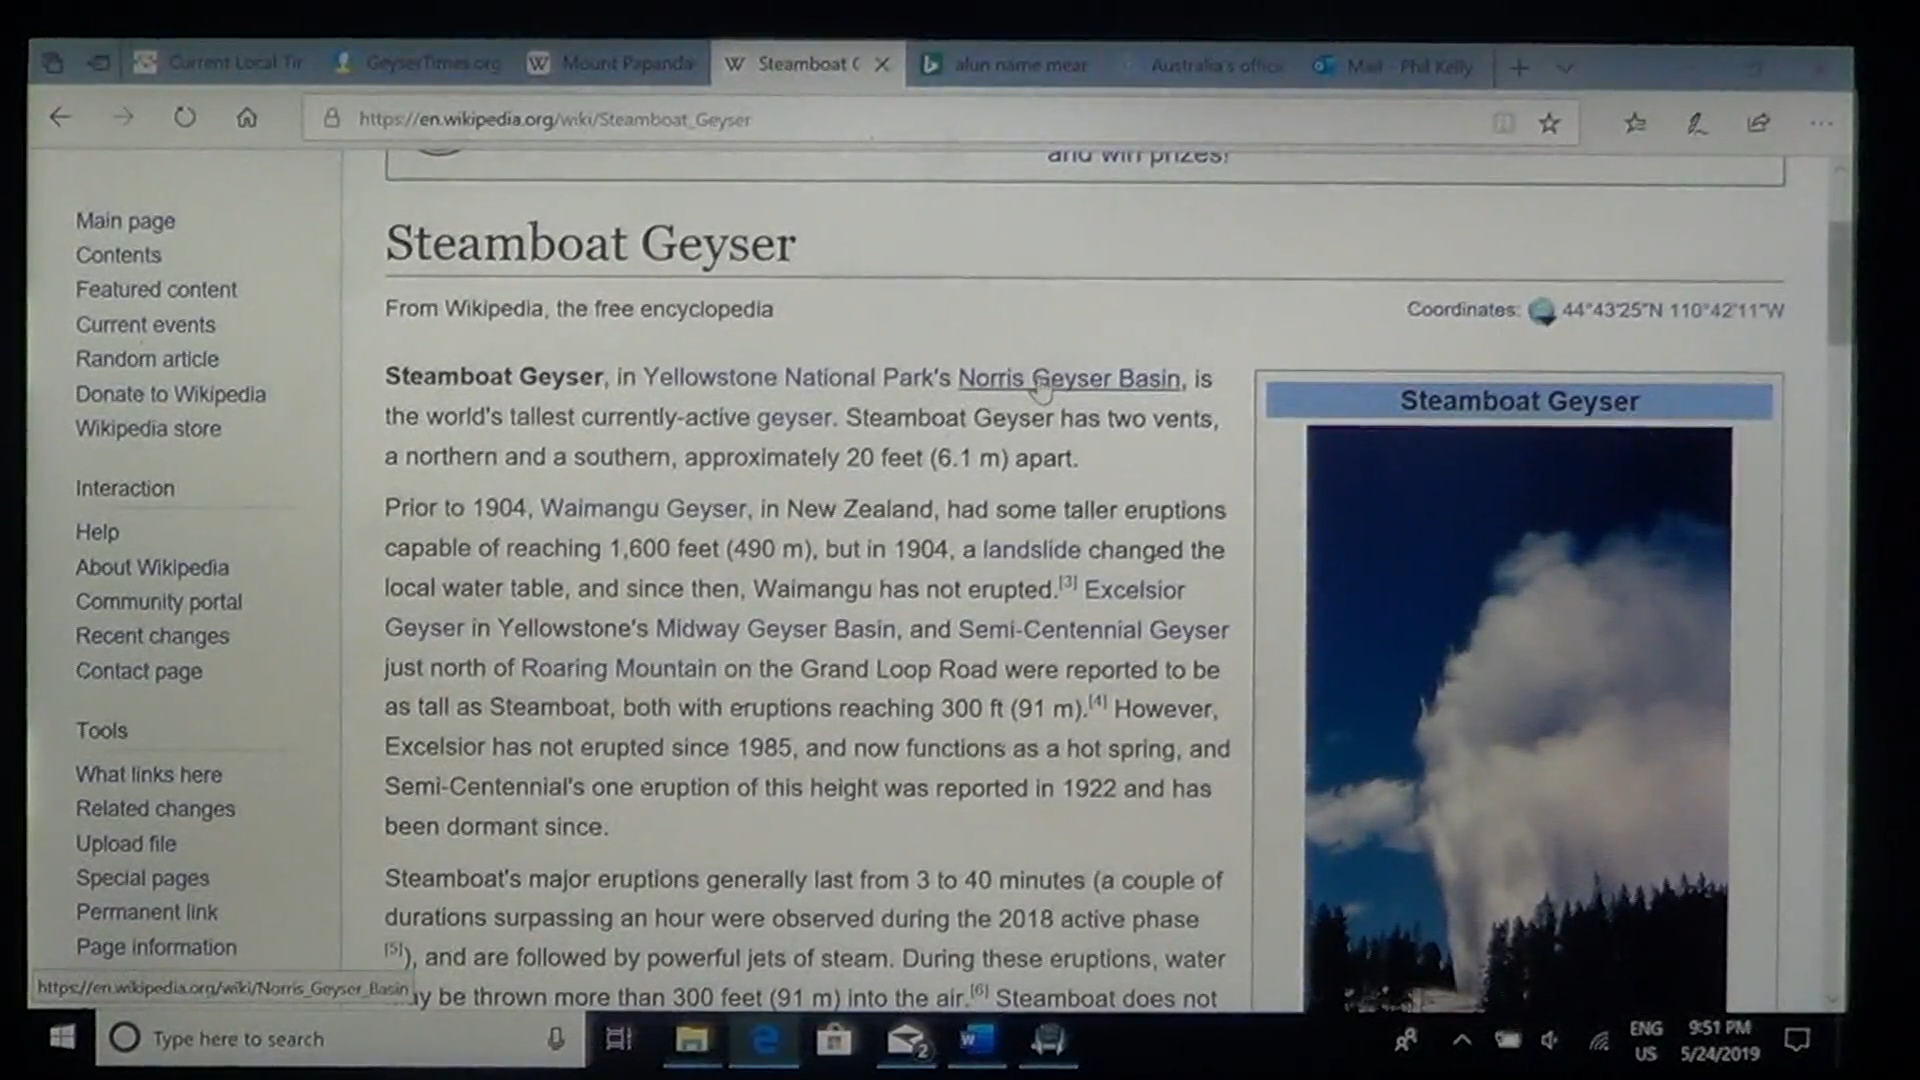 Current Local Tir
GeyserTimes.org
W Mount Papanda
W Steamboat G
alun name mear
Australia's offic
Mail - Phil Kelly
https://en.wikipedia.org/wiki/Steamboat_Geyser
and win prizes!
Main page
Contents
Featured content
Current events
Random article
Donate to Wikipedia
Wikipedia store
Interaction
Help
About Wikipedia
Community portal
Recent changes
Contact page
Tools
What links here
Related changes
Upload file
Special pages
Permanent link
Page information
https://en.wikipedia.org/wiki/Norris_Geyser_Basin
Steamboat Geyser
From Wikipedia, the free encyclopedia
Coordinates: 44°43′25″N 110°42′11″W
Steamboat Geyser, in Yellowstone National Park's Norris Geyser Basin, is
the world's tallest currently-active geyser. Steamboat Geyser has two vents,
a northern and a southern, approximately 20 feet (6.1 m) apart.
Prior to 1904, Waimangu Geyser, in New Zealand, had some taller eruptions
capable of reaching 1,600 feet (490 m), but in 1904, a landslide changed the
local water table, and since then, Waimangu has not erupted.[3] Excelsior
Geyser in Yellowstone's Midway Geyser Basin, and Semi-Centennial Geyser
just north of Roaring Mountain on the Grand Loop Road were reported to be
as tall as Steamboat, both with eruptions reaching 300 ft (91 m).[4] However,
Excelsior has not erupted since 1985, and now functions as a hot spring, and
Semi-Centennial's one eruption of this height was reported in 1922 and has
been dormant since.
Steamboat's major eruptions generally last from 3 to 40 minutes (a couple of
durations surpassing an hour were observed during the 2018 active phase
[5]), and are followed by powerful jets of steam. During these eruptions, water
ay be thrown more than 300 feet (91 m) into the air.[6] Steamboat does not
Steamboat Geyser
Type here to search
2
W
ENG
US
9:51 PM
5/24/2019